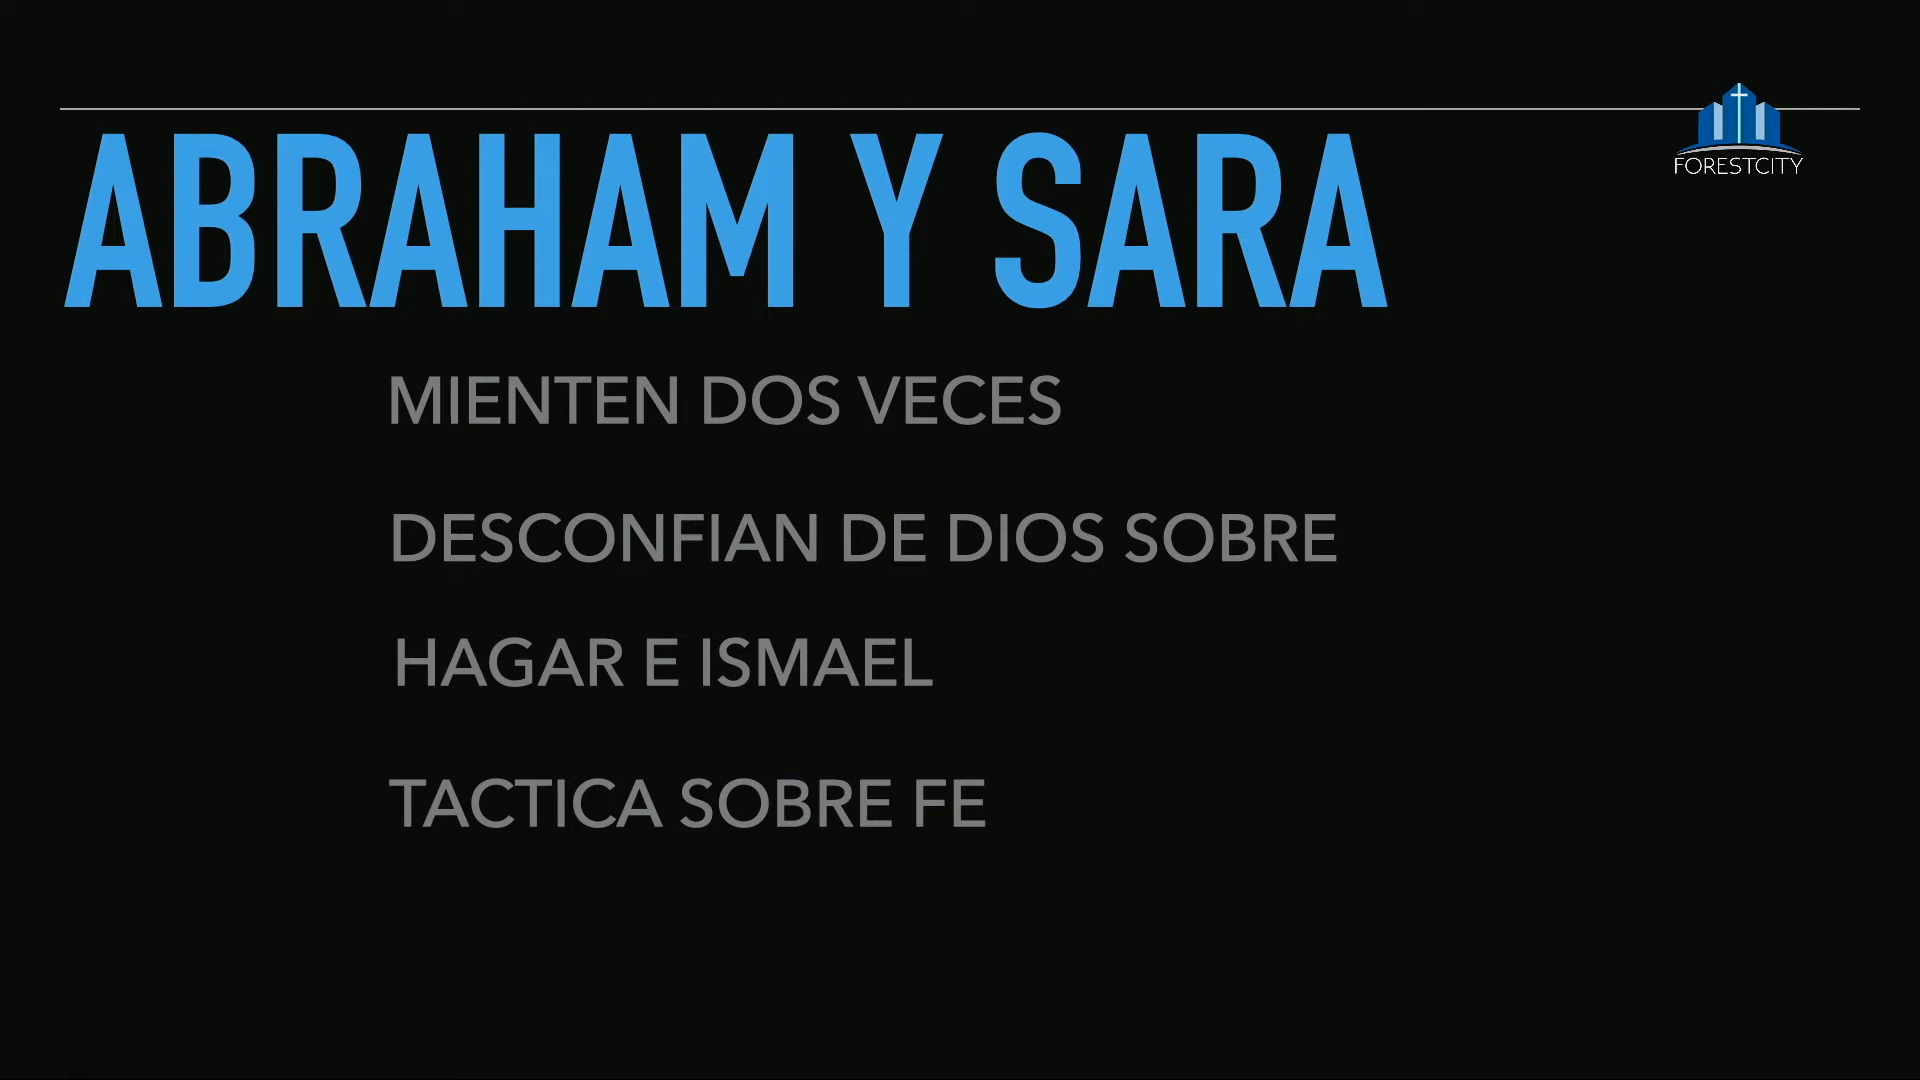 FORESTCITY
ABRAHAM Y SARA
MIENTEN DOS VECES
DESCONFIAN DE DIOS SOBRE
HAGAR E ISMAEL
TACTICA SOBRE FE